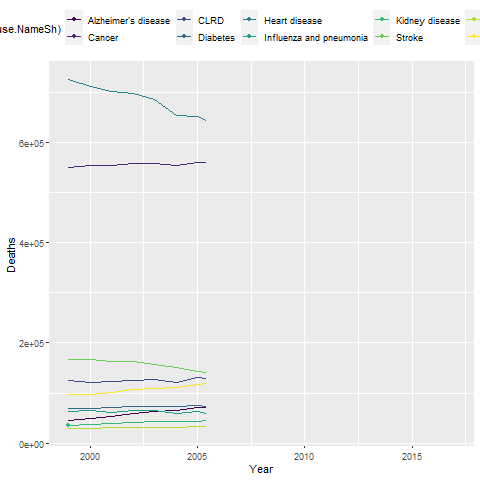 Alzheimer's disease CLRD Heart disease Kidney disease
use.NameSh)
Cancer Diabetes Influenza and pneumonia Stroke
6e+05
4e+05
2e+05
0e+00
Deaths
2000 2005 2010 2015
Year